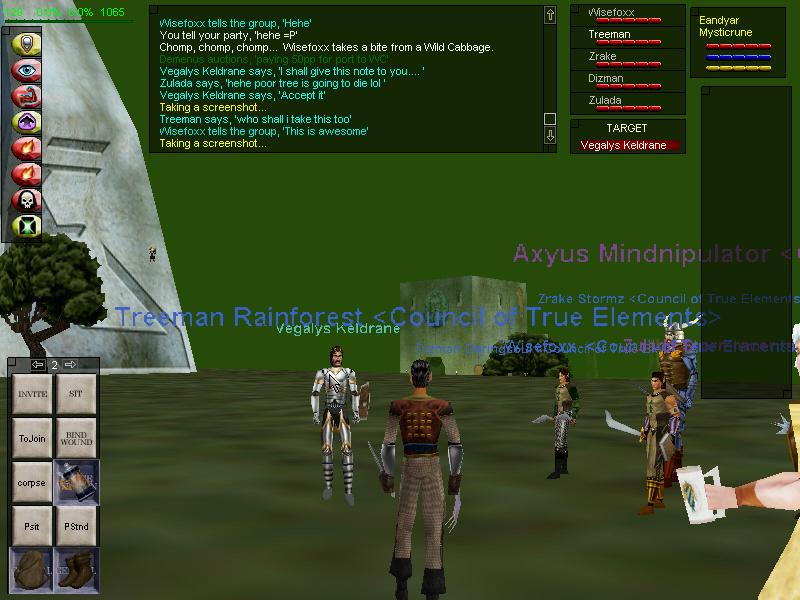 1065
Wisefoxx tells the group, 'Hehe'
You tell your party, 'hehe =P'
Chomp, chomp, chomp... Wisefoxx takes a bite from a Wild Cabbage.
Demenus auctions, 'paying 50pp for port to WC'
Vegalys Keldrane says, 'I shall give this note to you.... '
Zulada says, 'hehe poor tree is going to die lol '
Vegalys Keldrane says, 'Accept it'
Taking a screenshot...
Treeman says, 'who shall i take this too'
Wisefoxx tells the group, 'This is awesome'
Taking a screenshot...
Wisefoxx
Treeman
Zrake
Dizman
Zulada
TARGET
Vegalys Keldrane
Eandyar
Mysticrune
Axyus Mindnipulator <
Zrake Stormz <Council of True Elements
Treeman Rainforest <Council of True Elements>
Vegalys Keldrane
Wisefoxx
2
INVITE
SIT
ToJoin
BIND WOUND
corpse
Psit
PStnd